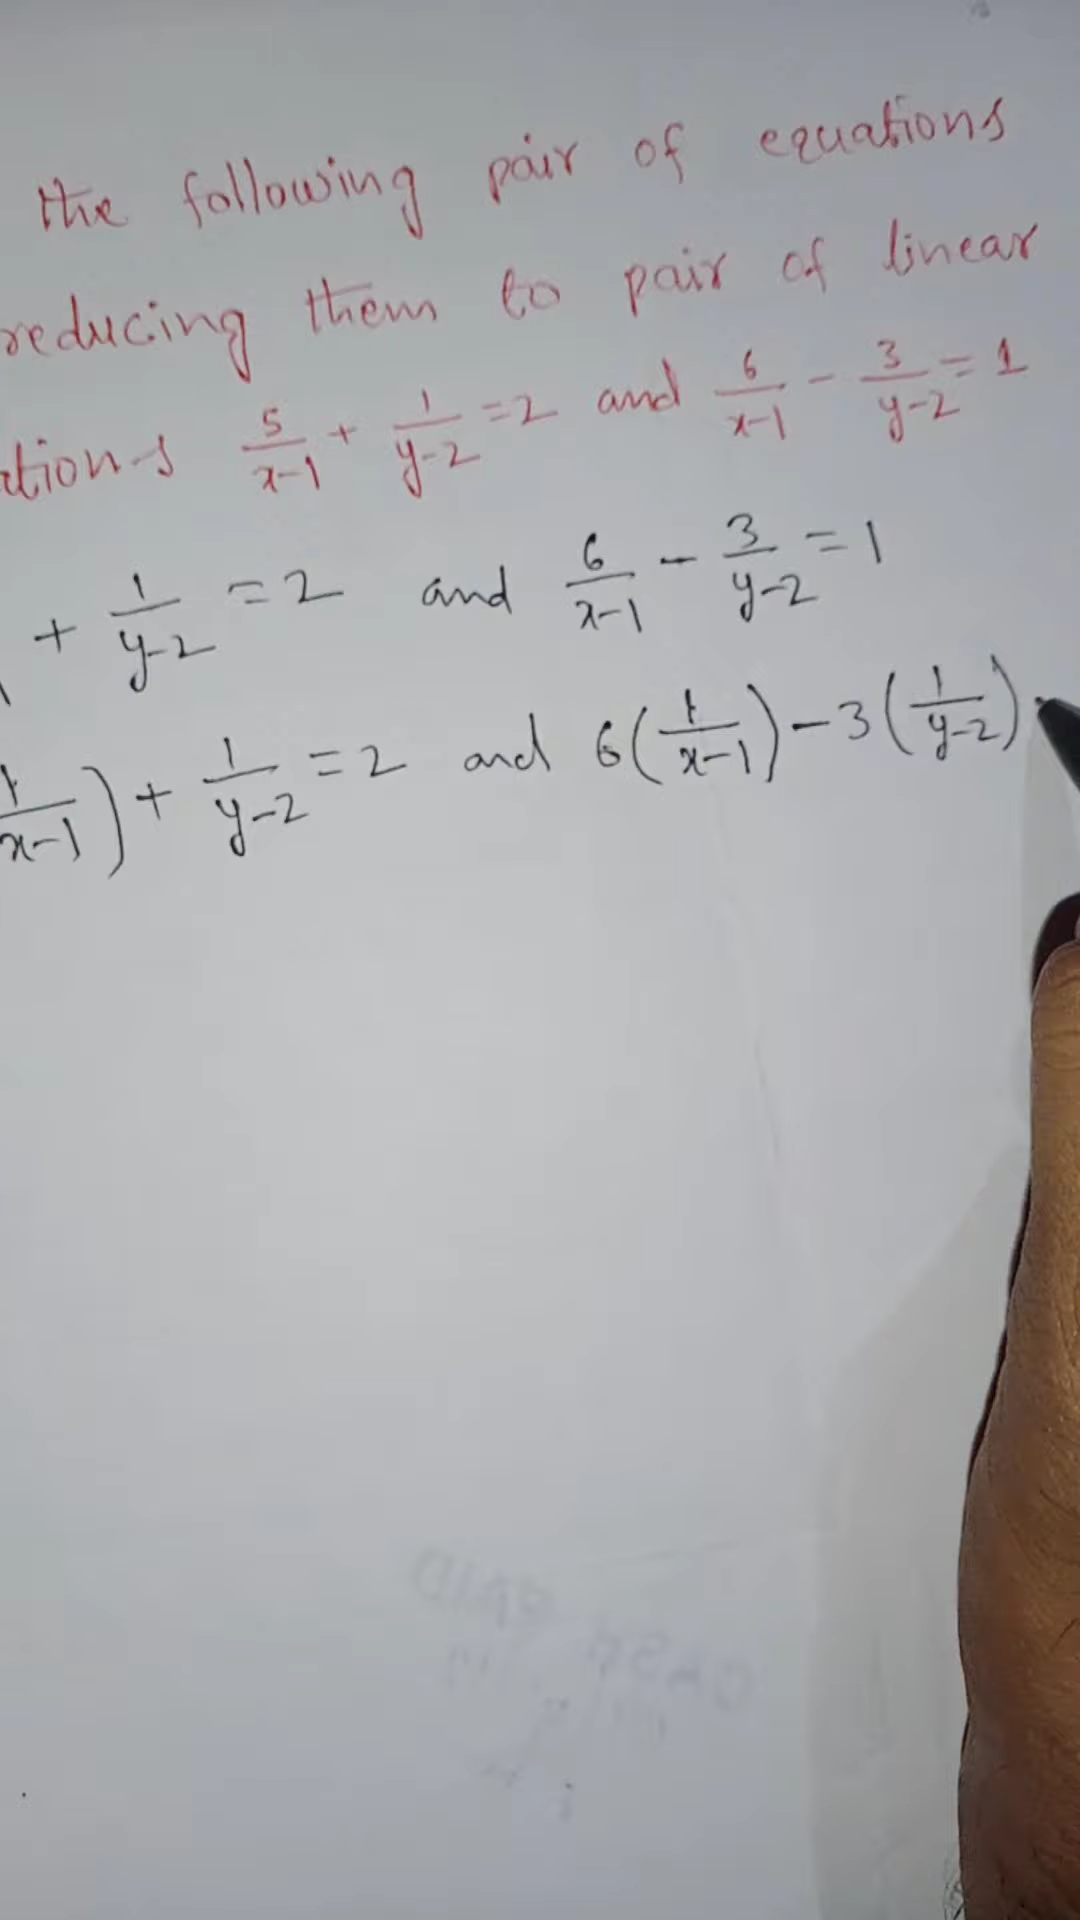 the following pair of equations
reducing them to pair of linear
ations 5/(x-1) + 1/(y-2) = 2 and 6/(x-1) - 3/(y-2) = 1
+ 1/(y-2) = 2 and 6/(x-1) - 3/(y-2) = 1
1/(x-1)) + 1/(y-2) = 2 and 6(1/(x-1)) - 3(1/(y-2))